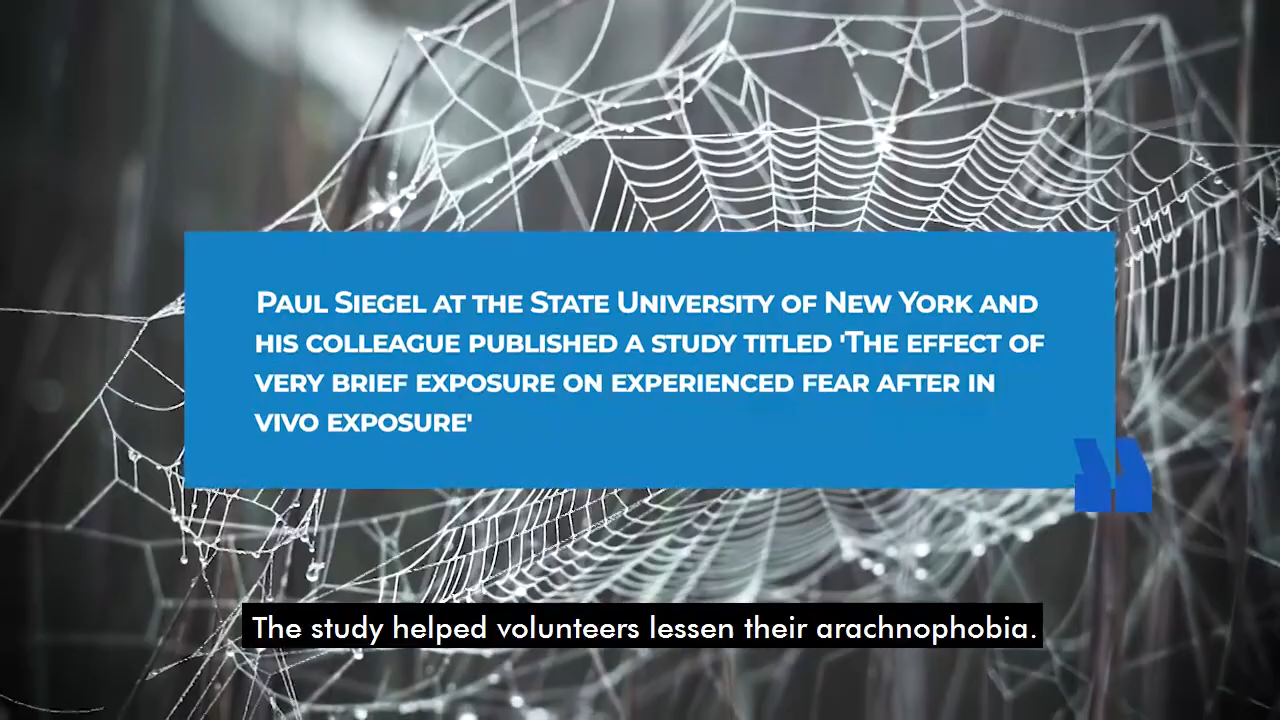 PAUL SIEGEL AT THE STATE UNIVERSITY OF NEW YORK AND
HIS COLLEAGUE PUBLISHED A STUDY TITLED 'THE EFFECT OF
VERY BRIEF EXPOSURE ON EXPERIENCED FEAR AFTER IN
VIVO EXPOSURE'
The study helped volunteers lessen their arachnophobia.